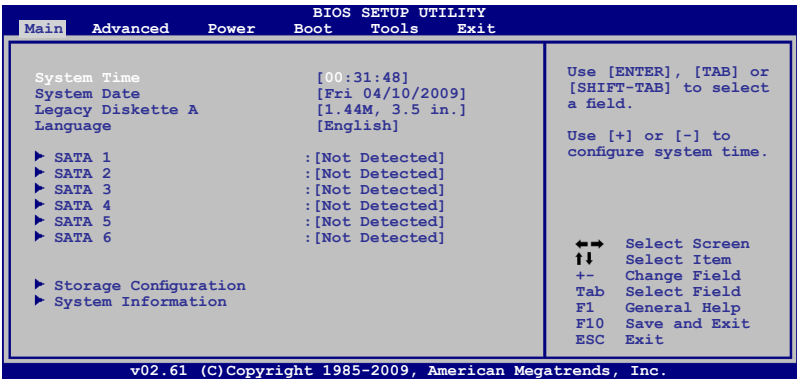 BIOS SETUP UTILITY
Main Advanced Power Boot Tools Exit
System Time [00:31:48]
System Date [Fri 04/10/2009]
Legacy Diskette A [1.44M, 3.5 in.]
Language [English]
SATA 1 :[Not Detected]
SATA 2 :[Not Detected]
SATA 3 :[Not Detected]
SATA 4 :[Not Detected]
SATA 5 :[Not Detected]
SATA 6 :[Not Detected]
Storage Configuration
System Information
Use [ENTER], [TAB] or
[SHIFT-TAB] to select
a field.
Use [+] or [-] to
configure system time.
←→ Select Screen
↑↓ Select Item
+- Change Field
Tab Select Field
F1 General Help
F10 Save and Exit
ESC Exit
v02.61 (C)Copyright 1985-2009, American Megatrends, Inc.